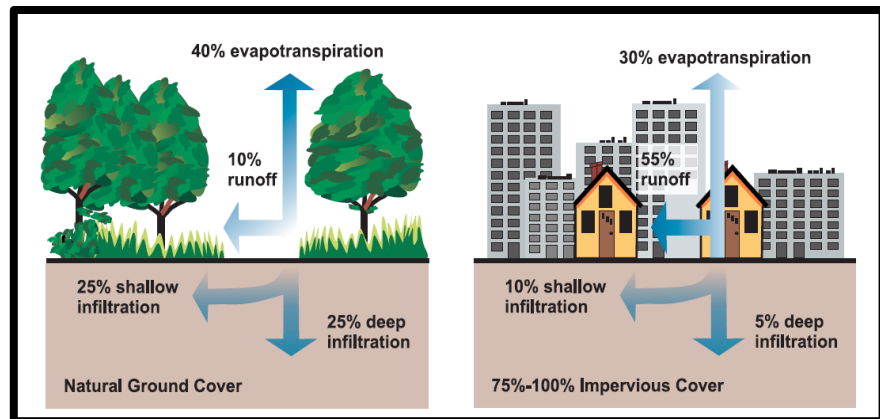 40% evapotranspiration
10%
runoff
25% shallow
infiltration
25% deep
infiltration
Natural Ground Cover
30% evapotranspiration
55%
runoff
10% shallow
infiltration
5% deep
infiltration
75%-100% Impervious Cover